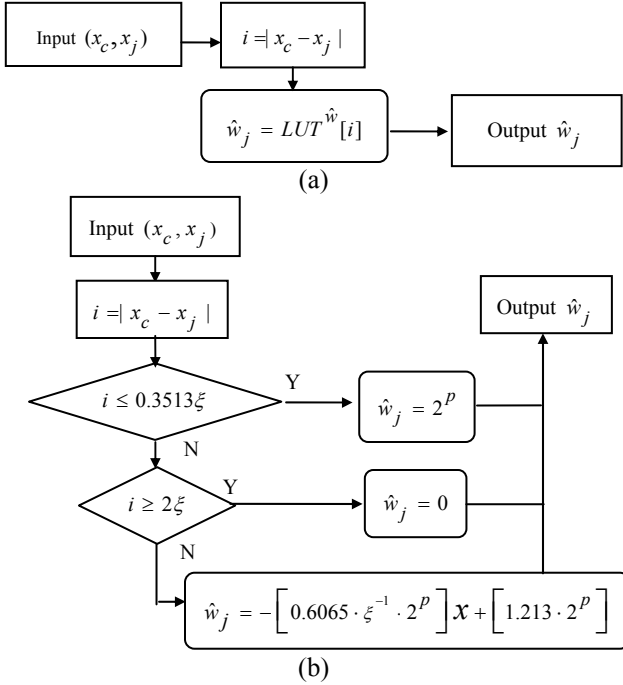 Input (x_c, x_j)
i =| x_c − x_j |
ŵ_j = LUT^ŵ [i]
Output ŵ_j
(a)
Input (x_c, x_j)
i =| x_c − x_j |
Output ŵ_j
i ≤ 0.3513ξ
Y
ŵ_j = 2^p
N
i ≥ 2ξ
Y
ŵ_j = 0
N
ŵ_j = −[0.6065 · ξ^−1 · 2^p] x + [1.213 · 2^p]
(b)